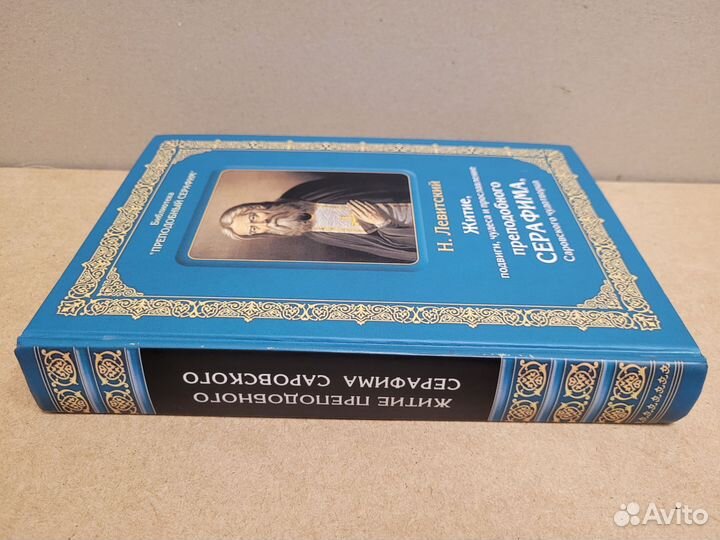 Библиотека
"ПРЕПОДОБНЫЙ СЕРАФИМ"
Н. Левитский
Житие,
подвиги, чудеса и прославление
преподобного
СЕРАФИМА,
Саровского чудотворца
ЖИТИЕ ПРЕПОДОБНОГО
СЕРАФИМА САРОВСКОГО
Avito